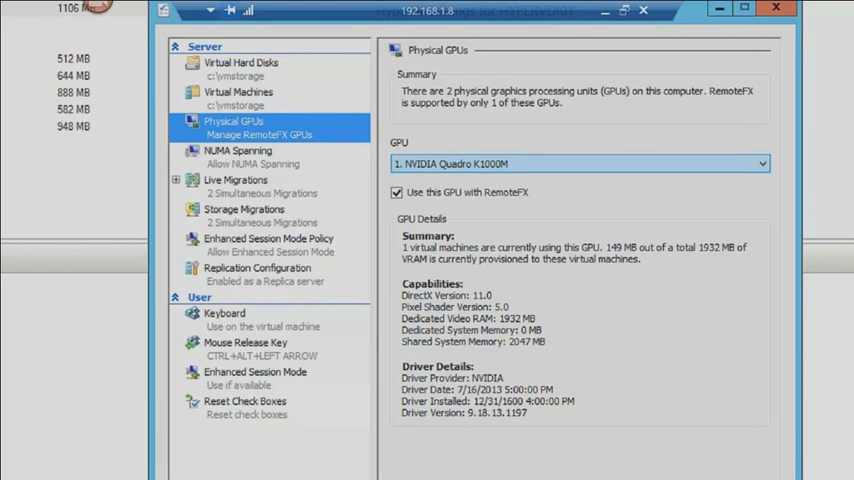 1106
512 MB
644 MB
888 MB
582 MB
948 MB
192.168.1.8
Server
Virtual Hard Disks
c:\vmstorage
Virtual Machines
c:\vmstorage
Physical GPUs
Manage RemoteFX GPUs
NUMA Spanning
Allow NUMA Spanning
Live Migrations
2 Simultaneous Migrations
Storage Migrations
2 Simultaneous Migrations
Enhanced Session Mode Policy
Allow Enhanced Session Mode
Replication Configuration
Enabled as a Replica server
User
Keyboard
Use on the virtual machine
Mouse Release Key
CTRL+ALT+LEFT ARROW
Enhanced Session Mode
Use if available
Reset Check Boxes
Reset check boxes
Physical GPUs
Summary
There are 2 physical graphics processing units (GPUs) on this computer. RemoteFX
is supported by only 1 of these GPUs.
GPU
1. NVIDIA Quadro K1000M
Use this GPU with RemoteFX
GPU Details
Summary:
1 virtual machines are currently using this GPU. 149 MB out of a total 1932 MB of
VRAM is currently provisioned to these virtual machines.
Capabilities:
DirectX Version: 11.0
Pixel Shader Version: 5.0
Dedicated Video RAM: 1932 MB
Dedicated System Memory: 0 MB
Shared System Memory: 2047 MB
Driver Details:
Driver Provider: NVIDIA
Driver Date: 7/16/2013 5:00:00 PM
Driver Installed: 12/31/1600 4:00:00 PM
Driver Version: 9.18.13.1197